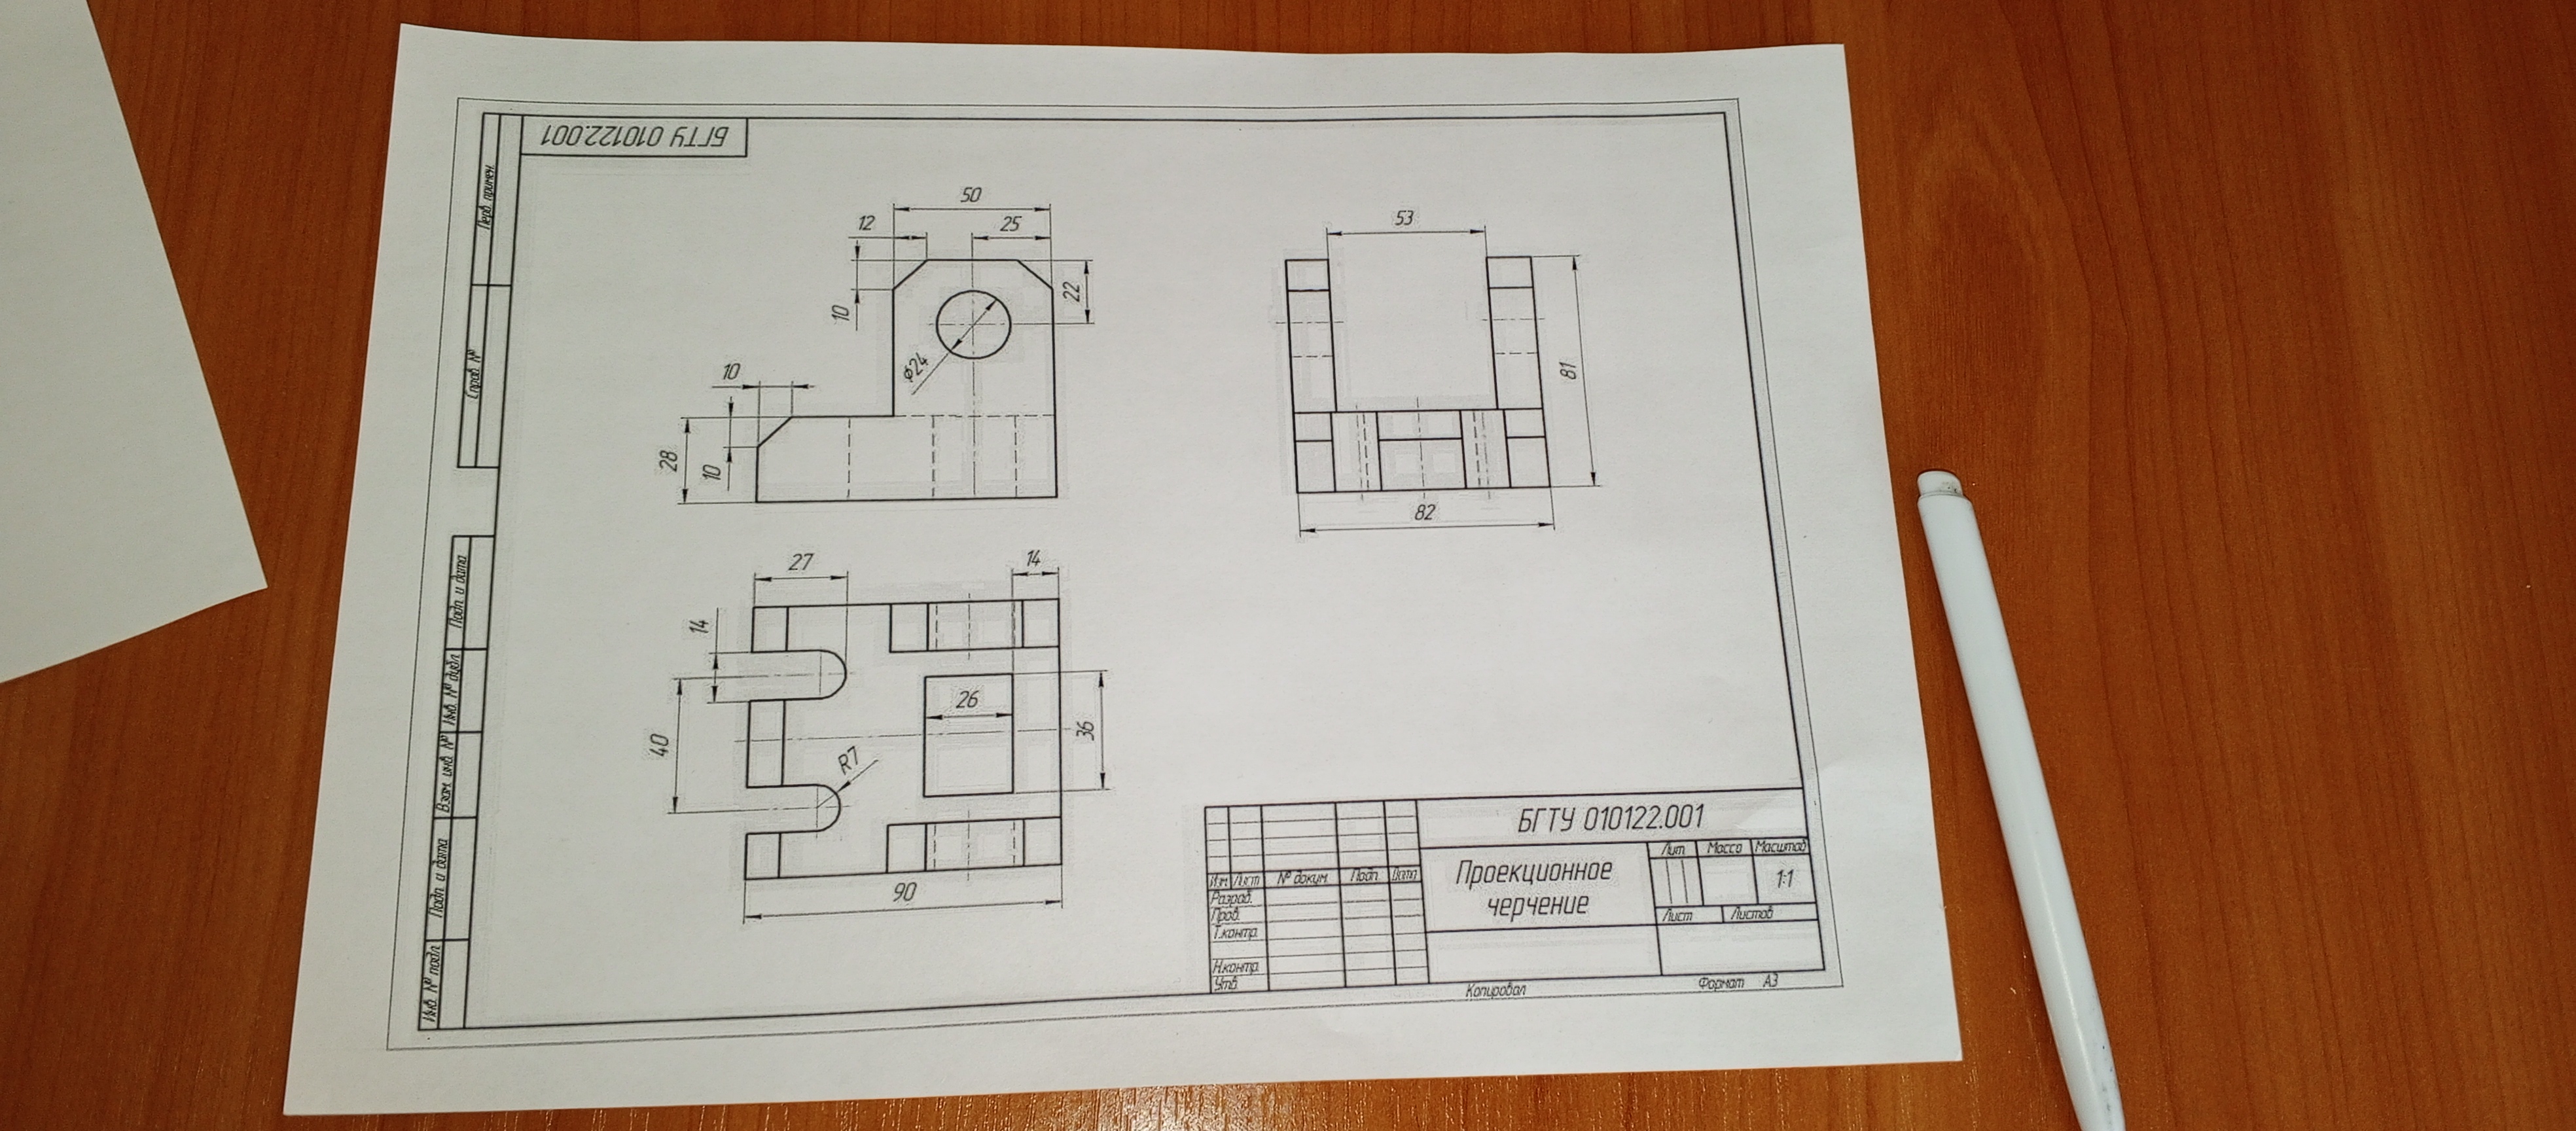 БГТУ 010122.001
Перв. примен.
Справ. №
Подп. и дата
Инв. № дубл.
Взам. инв. №
Подп. и дата
Инв. № подл.
50
12
25
10
22
⌀24
10
28
10
53
81
82
27
14
14
26
40
36
R7
90
БГТУ 010122.001
Проекционное
черчение
Лит.
Масса
Масштаб
1:1
Лист
Листов
Изм.
Лист
№ докум.
Подп.
Дата
Разраб.
Пров.
Т.контр.
Н.контр.
Утв.
Копировал
Формат А3